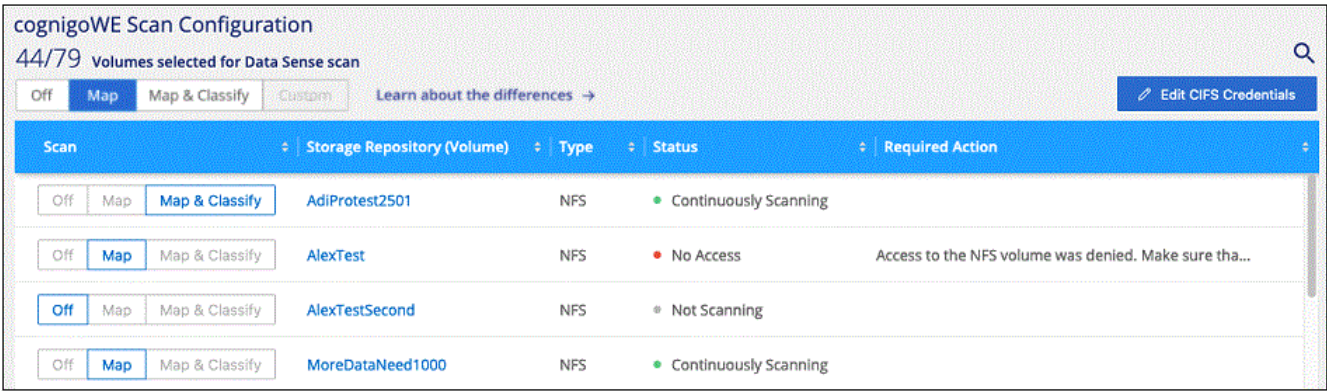 cognigoWE Scan Configuration
44/79 Volumes selected for Data Sense scan
Off Map Map & Classify Custom Learn about the differences → Edit CIFS Credentials
Scan Storage Repository (Volume) Type Status Required Action
Off Map Map & Classify AdiProtest2501 NFS Continuously Scanning
Off Map Map & Classify AlexTest NFS No Access Access to the NFS volume was denied. Make sure tha...
Off Map Map & Classify AlexTestSecond NFS Not Scanning
Off Map Map & Classify MoreDataNeed1000 NFS Continuously Scanning